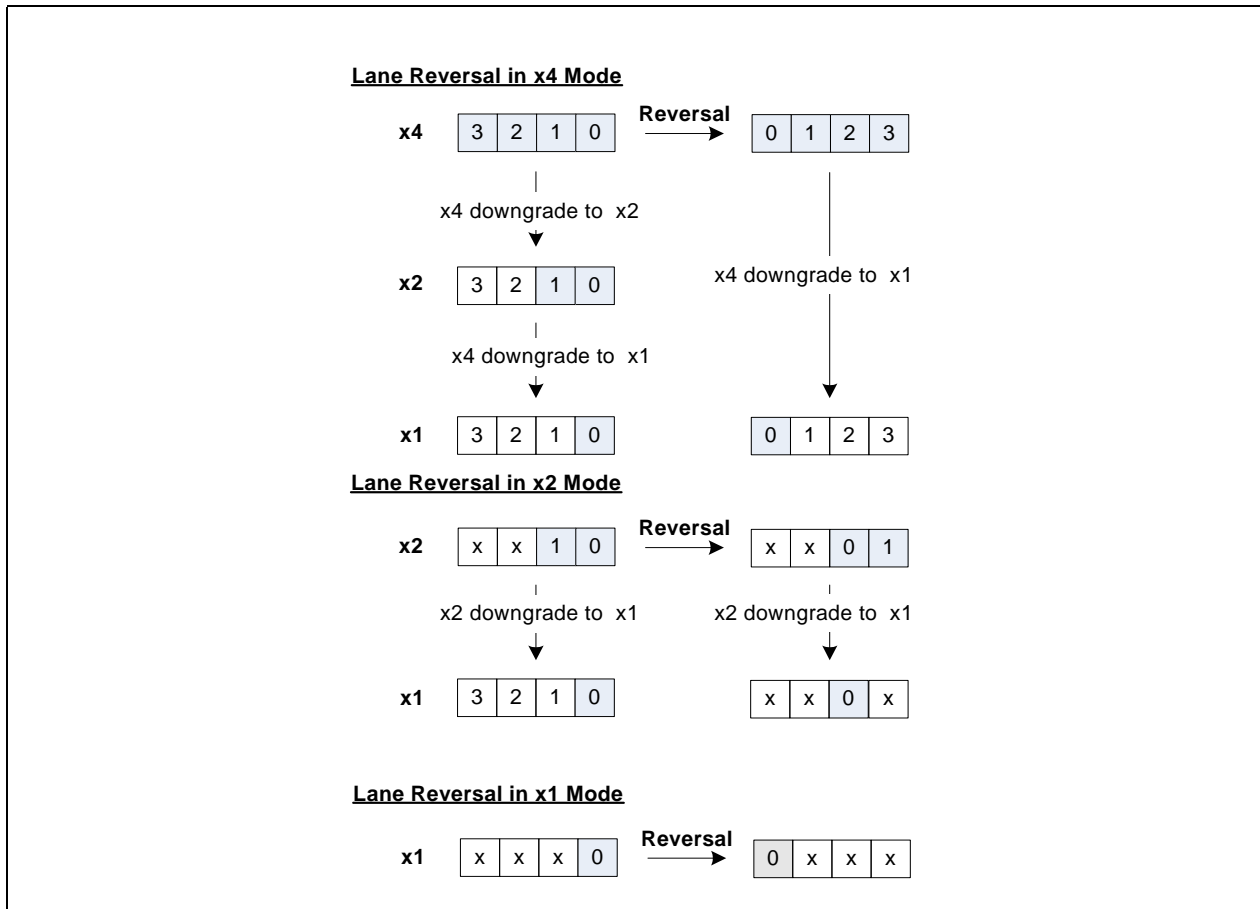 Lane Reversal in x4 Mode
x4 3 2 1 0 Reversal 0 1 2 3
x4 downgrade to x2
x2 3 2 1 0 x4 downgrade to x1
x4 downgrade to x1
x1 3 2 1 0 0 1 2 3
Lane Reversal in x2 Mode
x2 x x 1 0 Reversal x x 0 1
x2 downgrade to x1 x2 downgrade to x1
x1 3 2 1 0 x x 0 x
Lane Reversal in x1 Mode
x1 x x x 0 Reversal 0 x x x